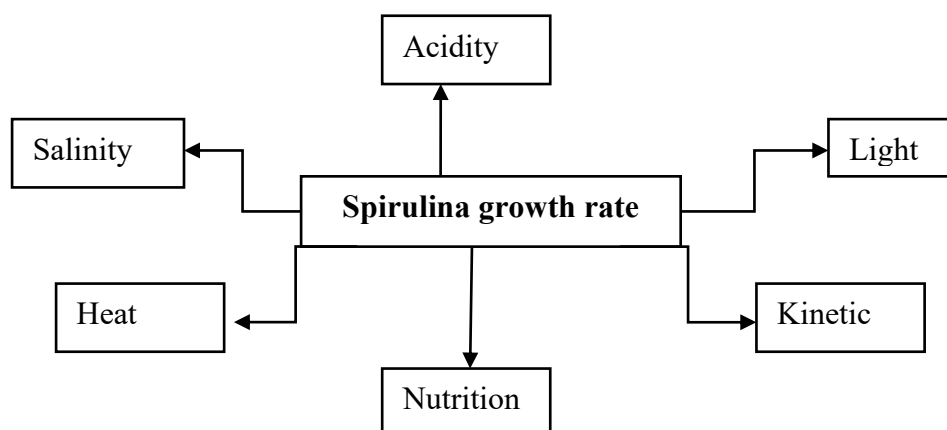 Acidity
Salinity
Light
Spirulina growth rate
Heat
Kinetic
Nutrition